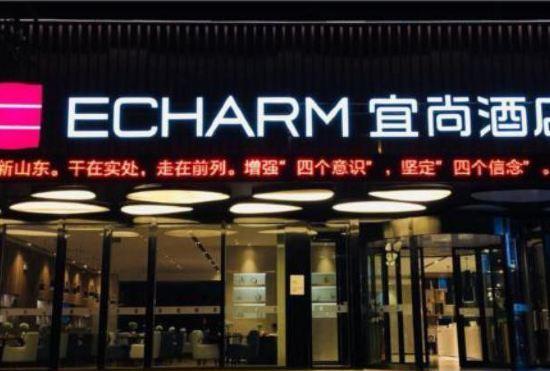 ECHARM 宜尚酒店
新山东。干在实处，走在前列。增强“四个意识”，坚定“四个信念”。